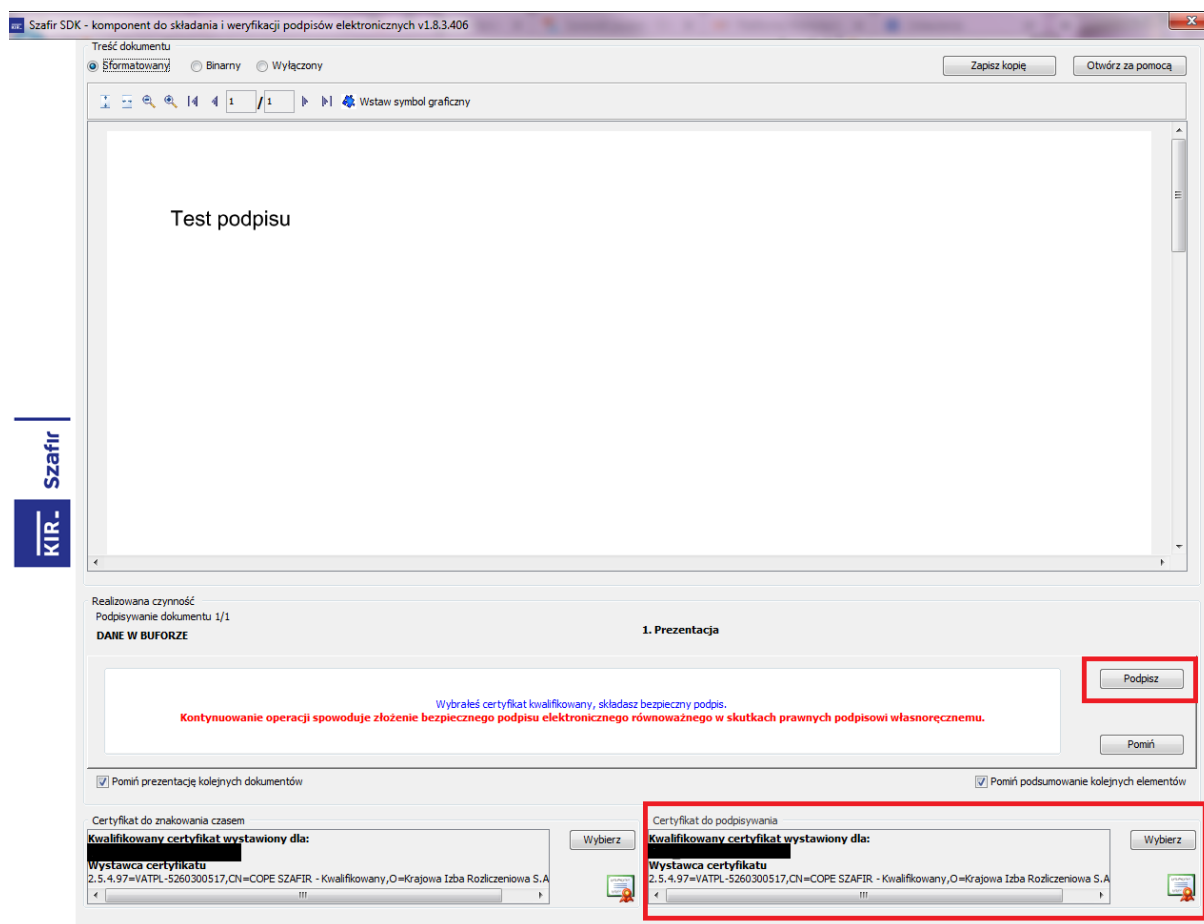 KIR. Szafir SDK - komponent do składania i weryfikacji podpisów elektronicznych v1.8.3.406
Treść dokumentu
Sformatowany Binarny Wyłączony Zapisz kopię Otwórz za pomocą
1 / 1 Wstaw symbol graficzny
Test podpisu
KIR. Szafir
Realizowana czynność
Podpisywanie dokumentu 1/1
DANE W BUFORZE
1. Prezentacja
Podpisz
Wybrałeś certyfikat kwalifikowany, składasz bezpieczny podpis.
Kontynuowanie operacji spowoduje złożenie bezpiecznego podpisu elektronicznego równoważnego w skutkach prawnych podpisowi własnoręcznemu.
Pomiń
Pomiń prezentację kolejnych dokumentów Pomiń podsumowanie kolejnych elementów
Certyfikat do znakowania czasem
Kwalifikowany certyfikat wystawiony dla:
Wybierz
Wystawca certyfikatu
2.5.4.97=VATPL-5260300517,CN=COPE SZAFIR - Kwalifikowany,O=Krajowa Izba Rozliczeniowa S.A
Certyfikat do podpisywania
Kwalifikowany certyfikat wystawiony dla:
Wybierz
Wystawca certyfikatu
2.5.4.97=VATPL-5260300517,CN=COPE SZAFIR - Kwalifikowany,O=Krajowa Izba Rozliczeniowa S.A